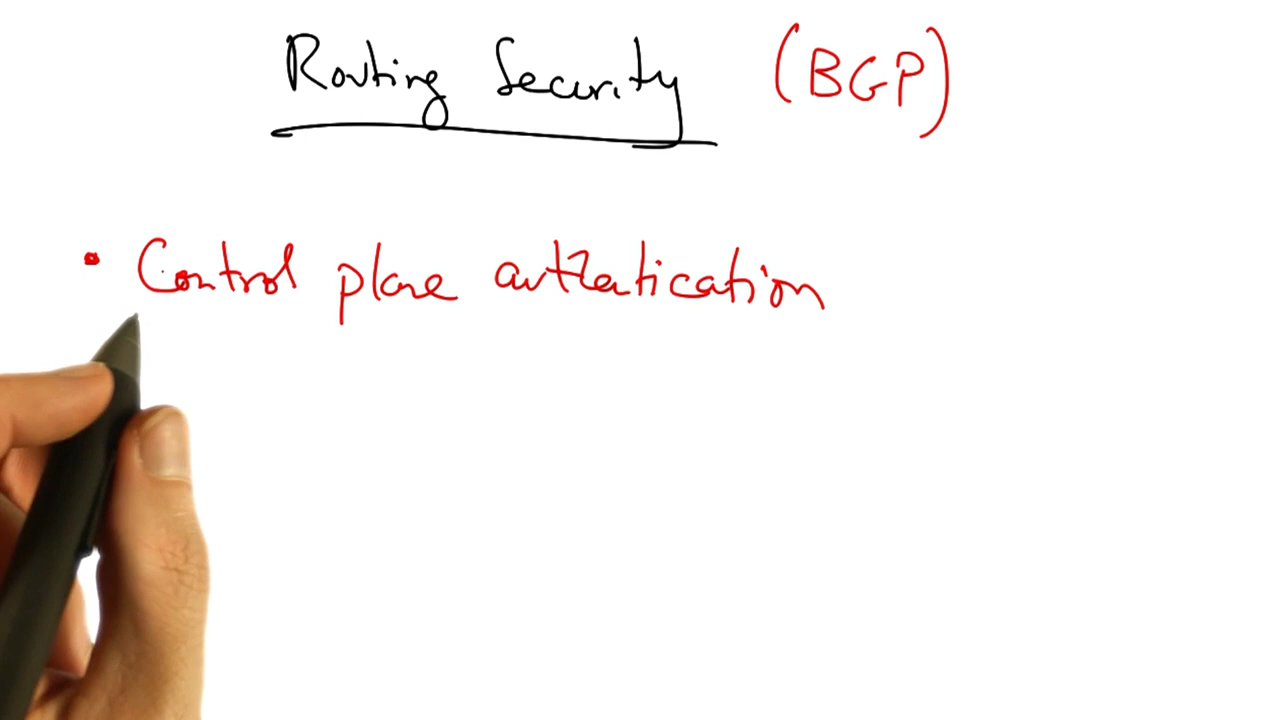 Routing Security (BGP)
• Control plane authentication